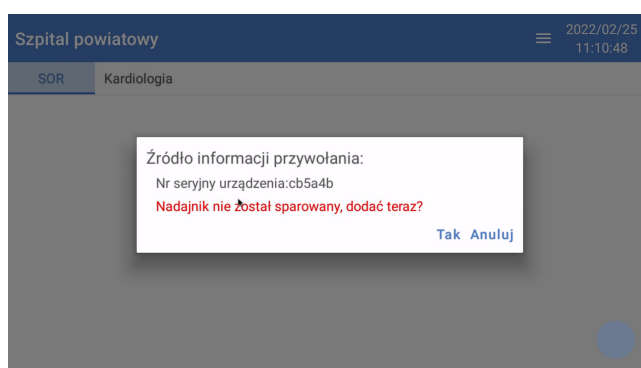 Szpital powiatowy
2022/02/25
11:10:48
SOR Kardiologia
Źródło informacji przywołania:
Nr seryjny urządzenia:cb5a4b
Nadajnik nie został sparowany, dodać teraz?
Tak Anuluj